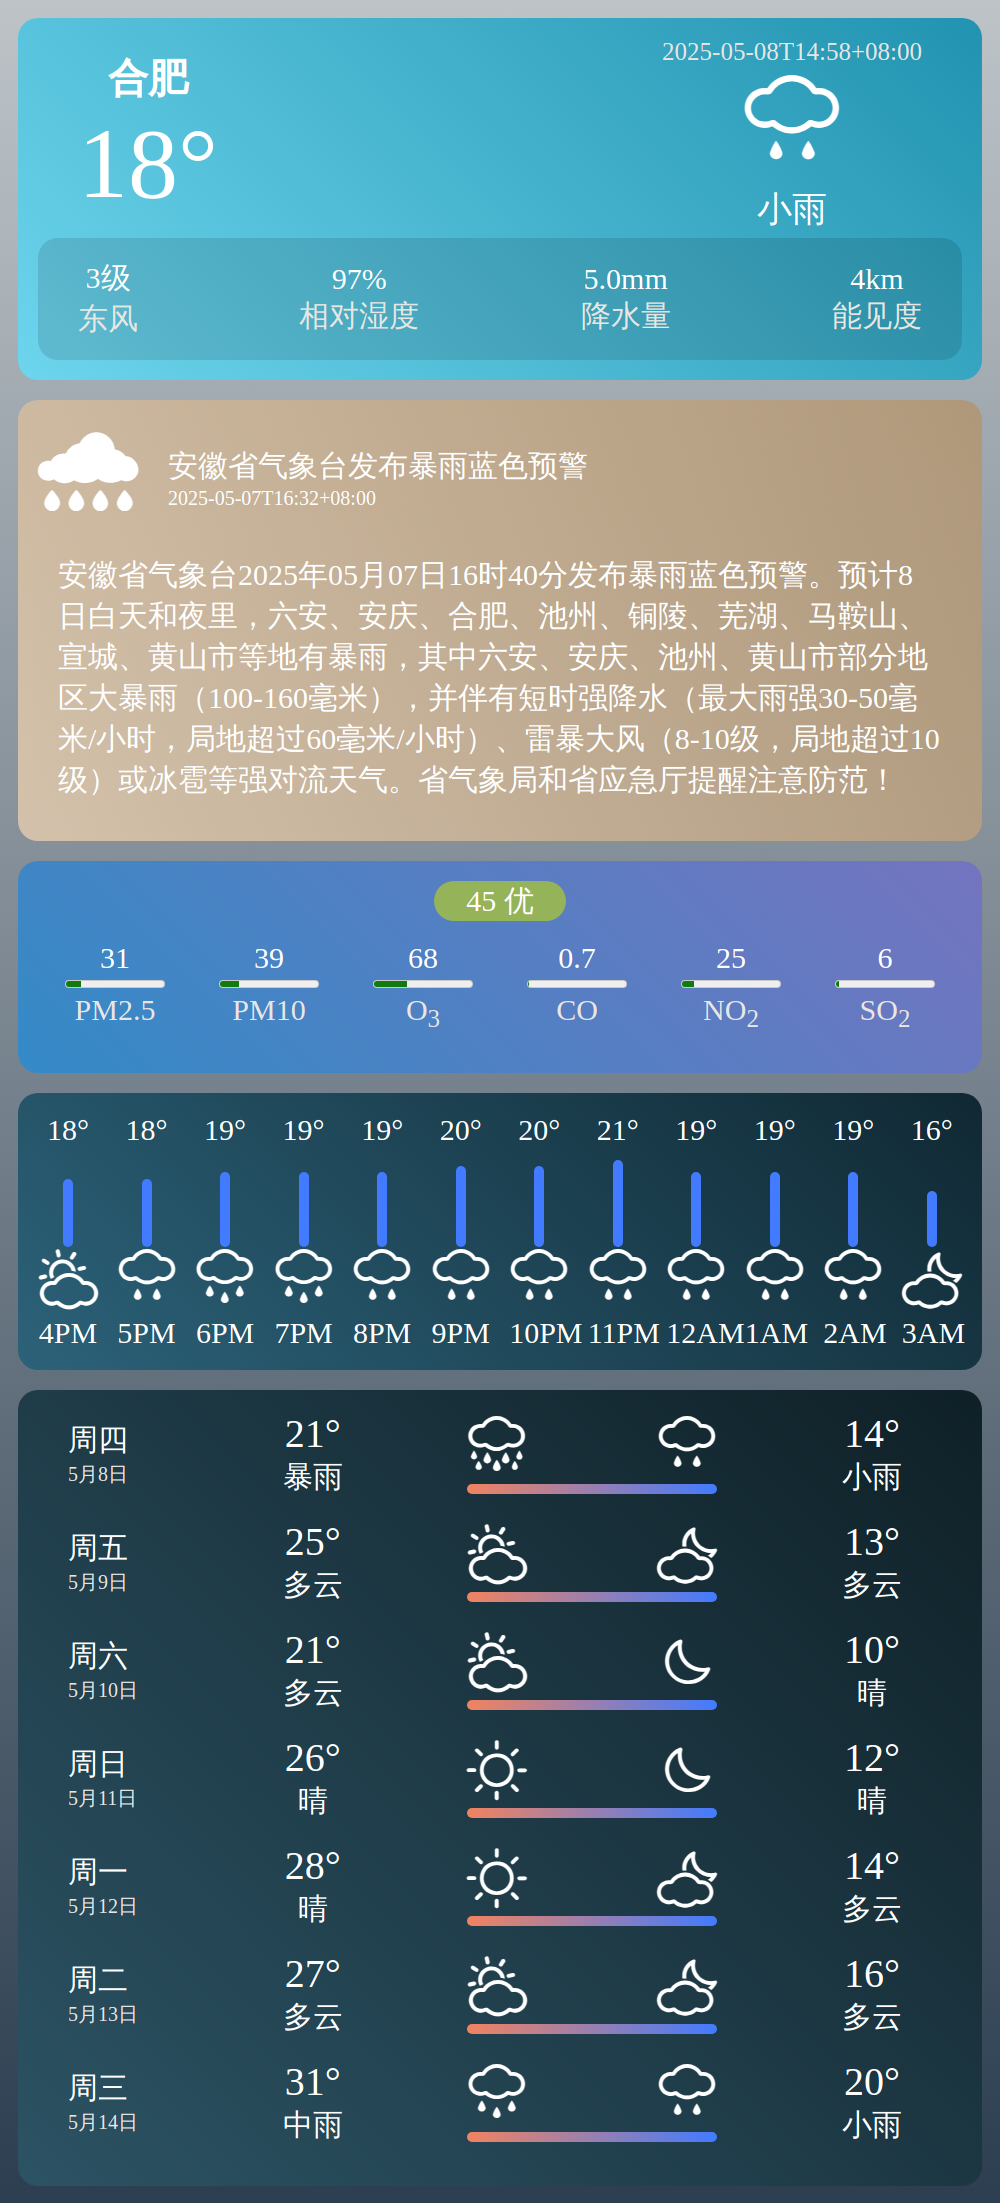 合肥
2025-05-08T14:58+08:00
18°
小雨
3级 97% 5.0mm 4km
东风 相对湿度 降水量 能见度
安徽省气象台发布暴雨蓝色预警
2025-05-07T16:32+08:00
安徽省气象台2025年05月07日16时40分发布暴雨蓝色预警。预计8
日白天和夜里，六安、安庆、合肥、池州、铜陵、芜湖、马鞍山、
宣城、黄山市等地有暴雨，其中六安、安庆、池州、黄山市部分地
区大暴雨（100-160毫米），并伴有短时强降水（最大雨强30-50毫
米/小时，局地超过60毫米/小时）、雷暴大风（8-10级，局地超过10
级）或冰雹等强对流天气。省气象局和省应急厅提醒注意防范！
45 优
31 39 68 0.7 25 6
PM2.5 PM10 O3 CO NO2 SO2
18° 18° 19° 19° 19° 20° 20° 21° 19° 19° 19° 16°
4PM 5PM 6PM 7PM 8PM 9PM 10PM 11PM 12AM 1AM 2AM 3AM
周四 21° 14°
5月8日 暴雨 小雨
周五 25° 13°
5月9日 多云 多云
周六 21° 10°
5月10日 多云 晴
周日 26° 12°
5月11日 晴 晴
周一 28° 14°
5月12日 晴 多云
周二 27° 16°
5月13日 多云 多云
周三 31° 20°
5月14日 中雨 小雨